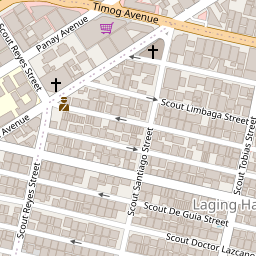 Timog Avenue
Panay Avenue
Scout Reyes Street
Scout Limbaga Street
Avenue
Scout Santiago Street
Scout Tobias Street
Laging Ha
Scout Reyes Street
Scout De Guia Street
Scout Doctor Lazcano